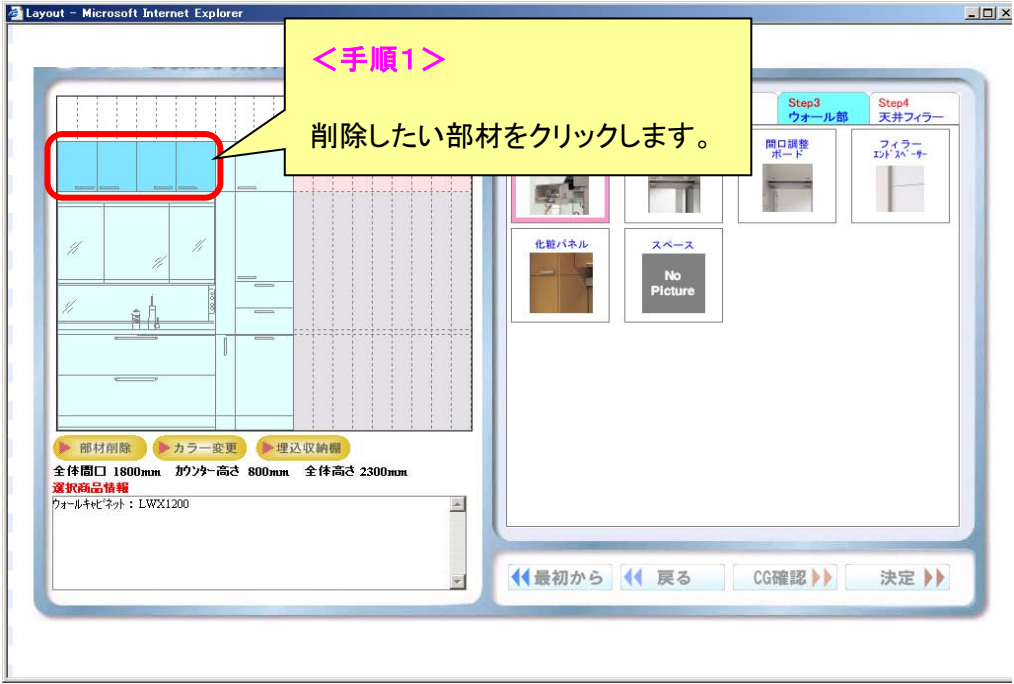 Layout - Microsoft Internet Explorer
＜手順１＞
削除したい部材をクリックします。
Step3
ウォール部
Step4
天井フィラー
開口調整
ボード
フィラー
エンドスペーサー
化粧パネル
スペース
No
Picture
部材削除
カラー変更
埋込収納棚
全体間口 1800mm カウンター高さ 800mm 全体高さ 2300mm
選択商品情報
ウォールキャビネット : LWX1200
最初から
戻る
CG確認
決定